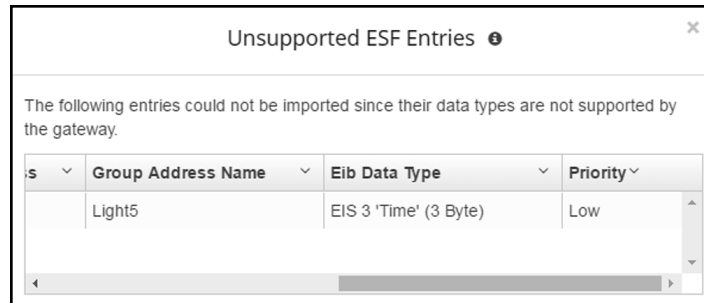 Unsupported ESF Entries
The following entries could not be imported since their data types are not supported by
the gateway.
s Group Address Name Eib Data Type Priority
Light5 EIS 3 'Time' (3 Byte) Low